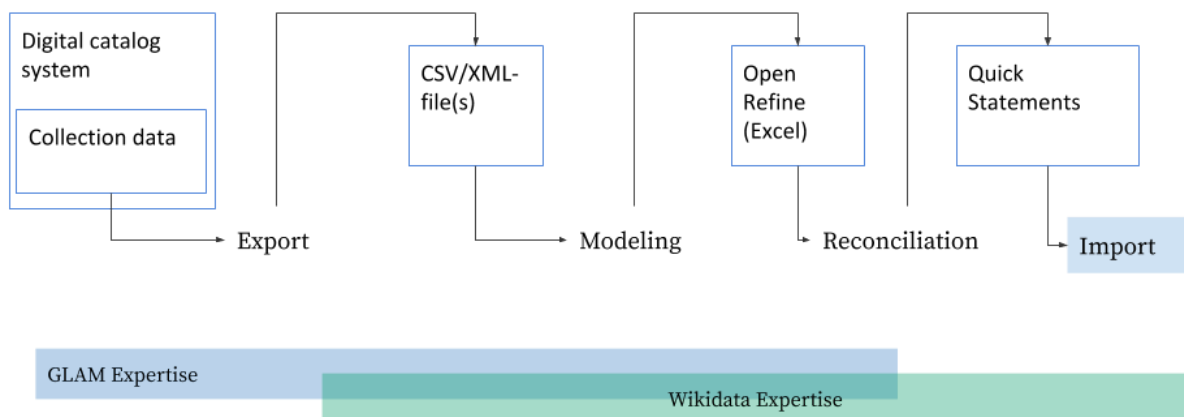 Digital catalog
system
Collection data
Export
CSV/XML-
file(s)
Modeling
Open
Refine
(Excel)
Reconciliation
Quick
Statements
Import
GLAM Expertise
Wikidata Expertise